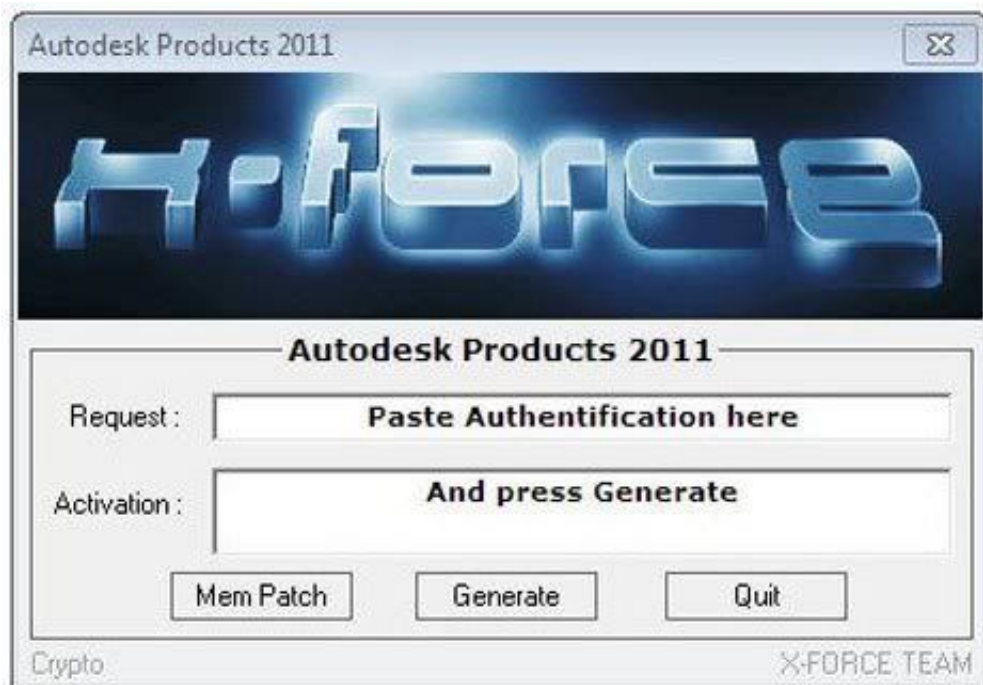 Autodesk Products 2011
x-force
Autodesk Products 2011
Request :
Paste Authentification here
Activation :
And press Generate
Mem Patch
Generate
Quit
Crypto
X-FORCE TEAM